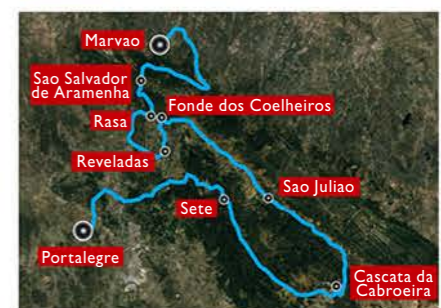 Marvao
Sao Salvador
de Aramenha
Fonde dos Coelheiros
Rasa
Reveladas
Sao Juliao
Sete
Portalegre
Cascata da
Cabroeira